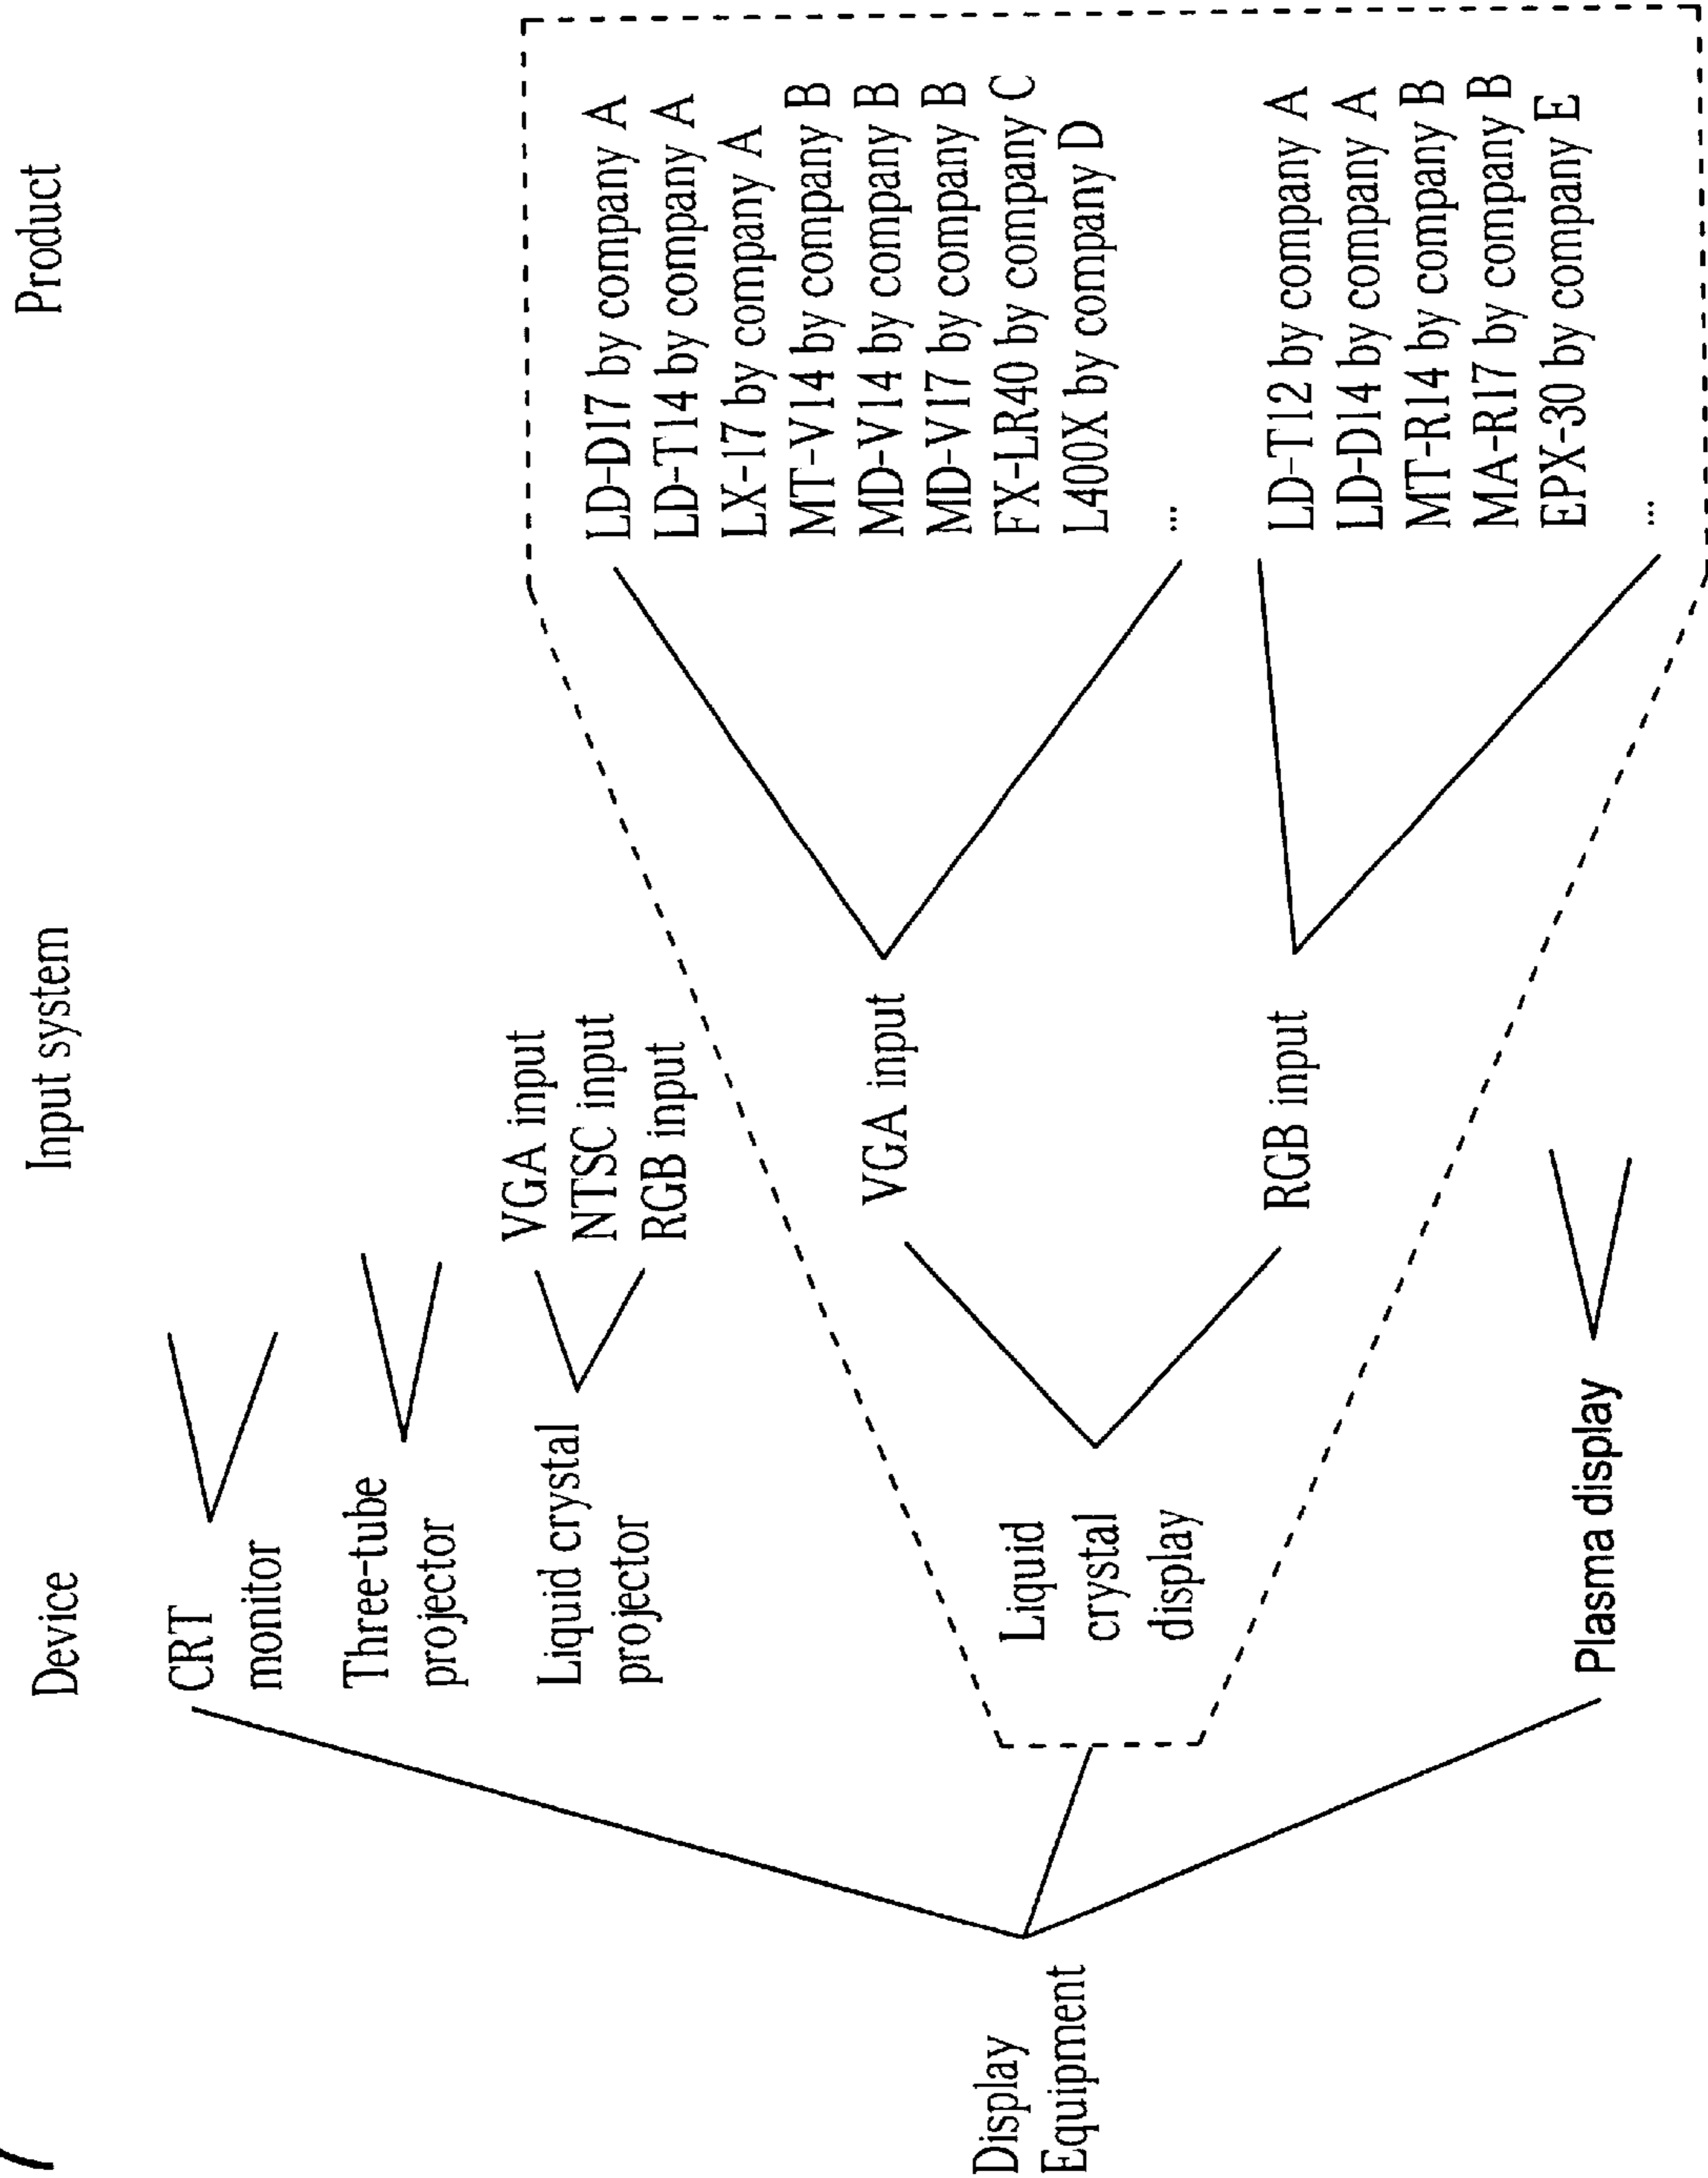 Device
Input system
Product
CRT
monitor
Three-tube
projector
Liquid crystal
projector
VGA input
NTSC input
RGB input
Display
Equipment
Liquid
crystal
display
VGA input
LD-D17 by company A
LD-T14 by company A
LX-17 by company A
MT-V14 by company B
MD-V14 by company B
MD-V17 by company B
FX-LR40 by company C
L400X by company D
...
RGB input
LD-T12 by company A
LD-D14 by company A
MT-R14 by company B
MA-R17 by company B
EPX-30 by company E
...
Plasma display